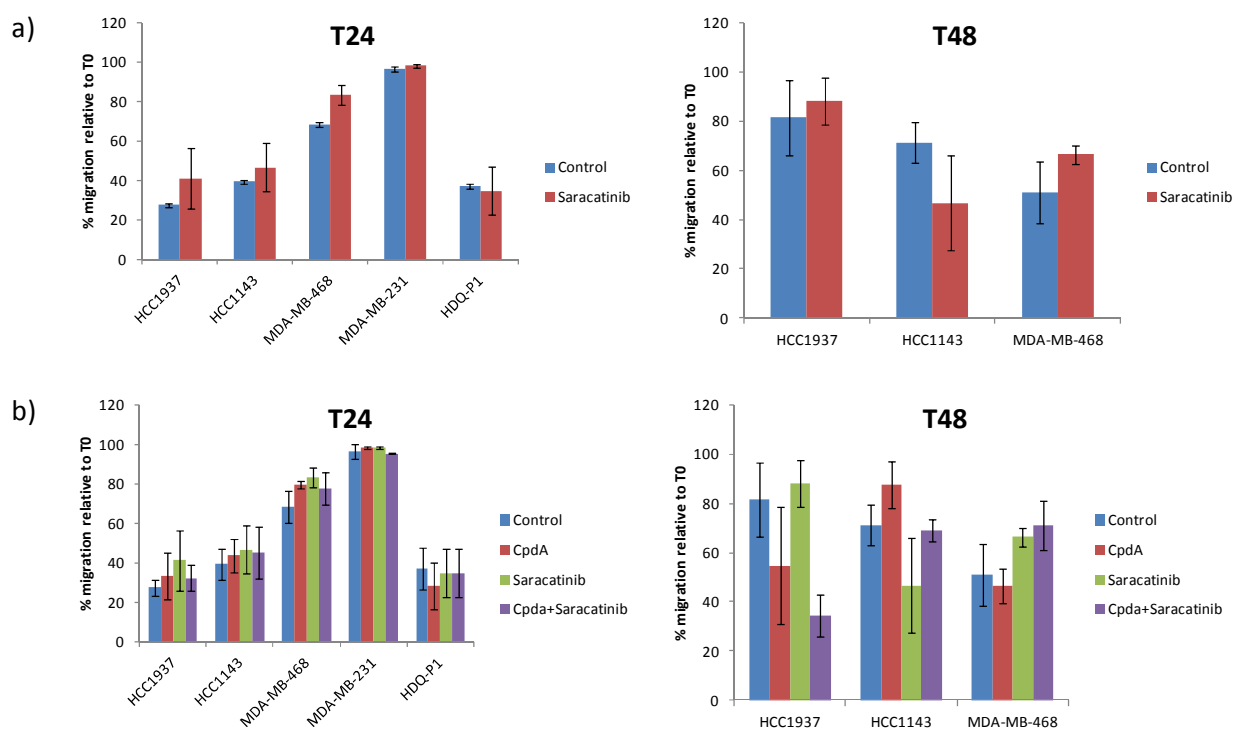 a)
T24
% migration relative to T0
120
100
80
60
40
20
0
HCC1937
HCC1143
MDA-MB-468
MDA-MB-231
HDQ-P1
Control
Saracatinib
T48
% migration relative to T0
120
100
80
60
40
20
0
HCC1937
HCC1143
MDA-MB-468
Control
Saracatinib
b)
T24
% migration relative to T0
120
100
80
60
40
20
0
HCC1937
HCC1143
MDA-MB-468
MDA-MB-231
HDQ-P1
Control
CpdA
Saracatinib
Cpda+Saracatinib
T48
% migration relative to T0
120
100
80
60
40
20
0
HCC1937
HCC1143
MDA-MB-468
Control
CpdA
Saracatinib
Cpda+Saracatinib